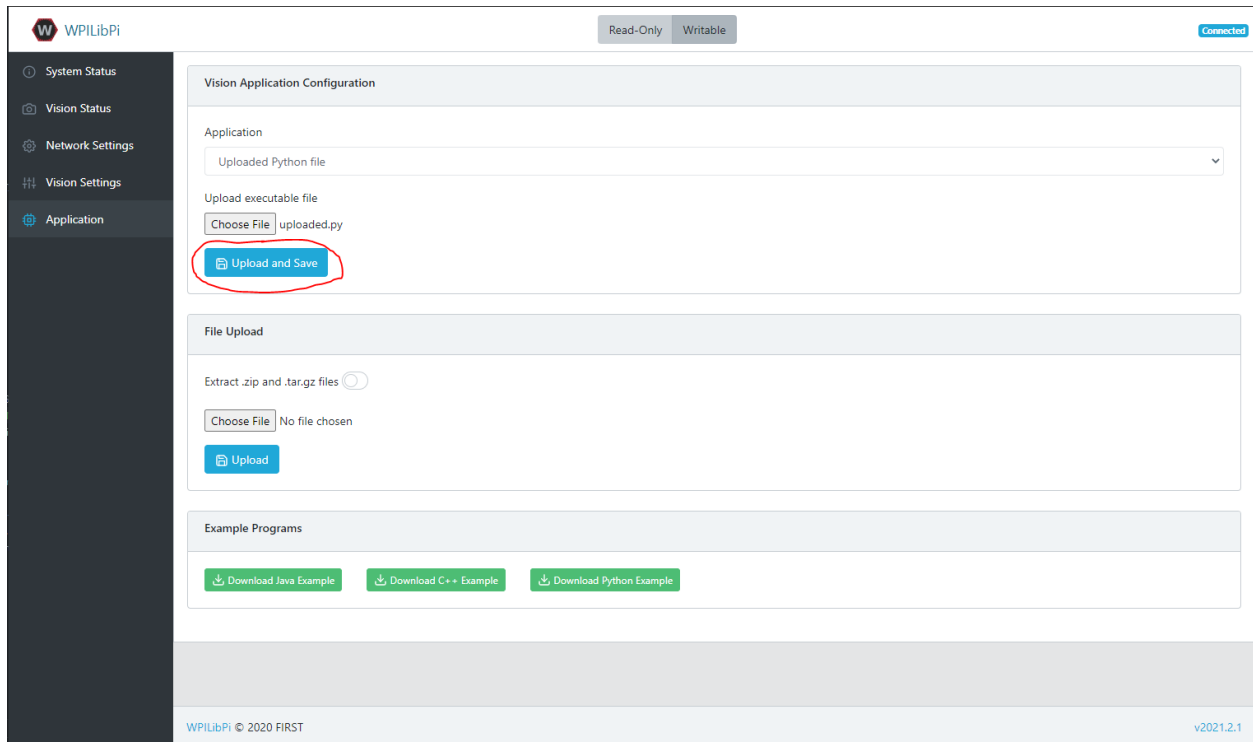 W WPILibPi
Read-Only Writable
Connected
System Status
Vision Status
Network Settings
Vision Settings
Application
Vision Application Configuration
Application
Uploaded Python file
Upload executable file
Choose File uploaded.py
Upload and Save
File Upload
Extract .zip and .tar.gz files
Choose File No file chosen
Upload
Example Programs
Download Java Example Download C++ Example Download Python Example
WPILibPi © 2020 FIRST v2021.2.1